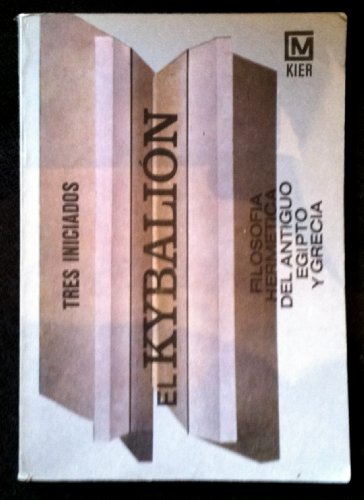 TRES INICIADOS
EL KYBALIÓN
FILOSOFIA
HERMETICA
DEL ANTIGUO
EGIPTO
Y GRECIA
KIER